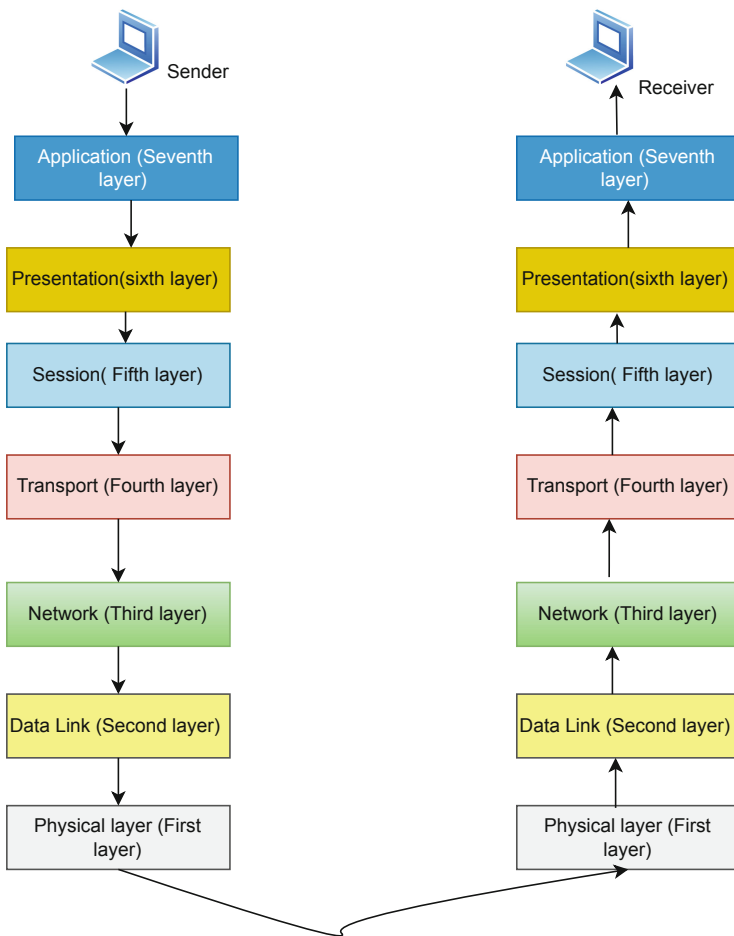 Sender
Application (Seventh
layer)
Presentation(sixth layer)
Session( Fifth layer)
Transport (Fourth layer)
Network (Third layer)
Data Link (Second layer)
Physical layer (First
layer)
Receiver
Application (Seventh
layer)
Presentation(sixth layer)
Session( Fifth layer)
Transport (Fourth layer)
Network (Third layer)
Data Link (Second layer)
Physical layer (First
layer)